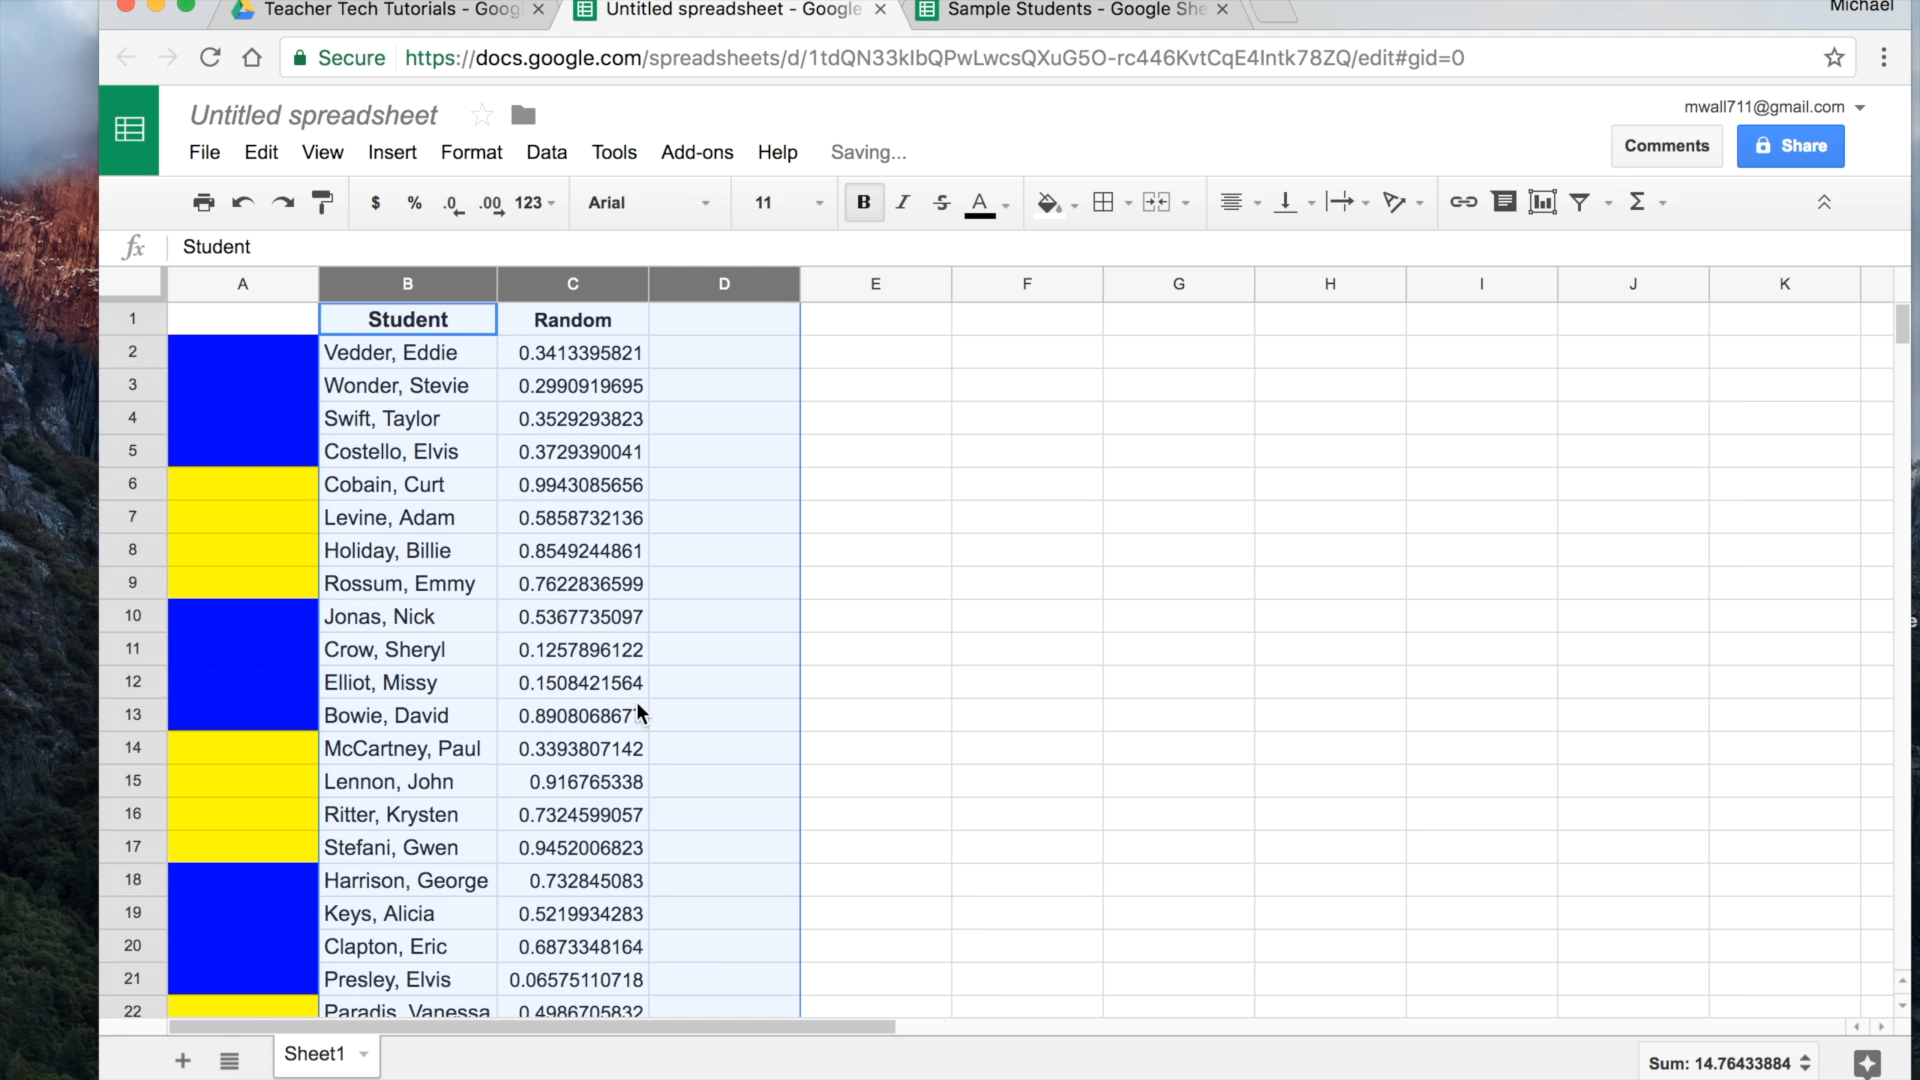 Michael
Teacher Tech Tutorials - Googl
Untitled spreadsheet - Google
Sample Students - Google She
Secure https://docs.google.com/spreadsheets/d/1tdQN33kIbQPwLwcsQXuG5O-rc446KvtCqE4Intk78ZQ/edit#gid=0
Untitled spreadsheet
mwall711@gmail.com
File Edit View Insert Format Data Tools Add-ons Help Saving...
Comments Share
$ % .0 .00 123 Arial 11 B I S A Σ
fx Student
A B C D E F G H I J K
1 Student Random
2 Vedder, Eddie 0.3413395821
3 Wonder, Stevie 0.2990919695
4 Swift, Taylor 0.3529293823
5 Costello, Elvis 0.3729390041
6 Cobain, Curt 0.9943085656
7 Levine, Adam 0.5858732136
8 Holiday, Billie 0.8549244861
9 Rossum, Emmy 0.7622836599
10 Jonas, Nick 0.5367735097
11 Crow, Sheryl 0.1257896122
12 Elliot, Missy 0.1508421564
13 Bowie, David
14 McCartney, Paul 0.3393807142
15 Lennon, John 0.916765338
16 Ritter, Krysten 0.7324599057
17 Stefani, Gwen 0.9452006823
18 Harrison, George 0.732845083
19 Keys, Alicia 0.5219934283
20 Clapton, Eric 0.6873348164
21 Presley, Elvis 0.06575110718
22 Paradis, Vanessa 0.4986705832
Sheet1
Sum: 14.76433884